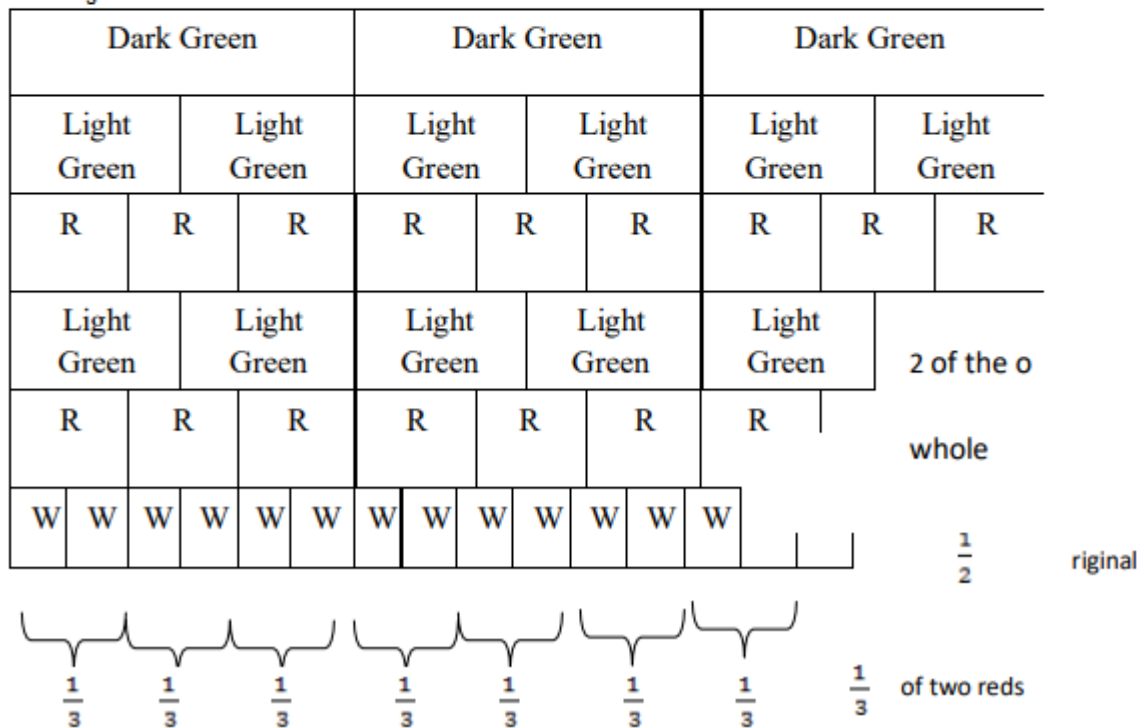 Dark Green Dark Green Dark Green
Light Light Light Light Light Light
Green Green Green Green Green Green
R R R R R R R R R
Light Light Light Light Light
Green Green Green Green Green
2 of the o
R R R R R R R
whole
W W W W W W W W W W W W W
1/2 riginal
1/3 1/3 1/3 1/3 1/3 1/3 1/3 1/3 of two reds